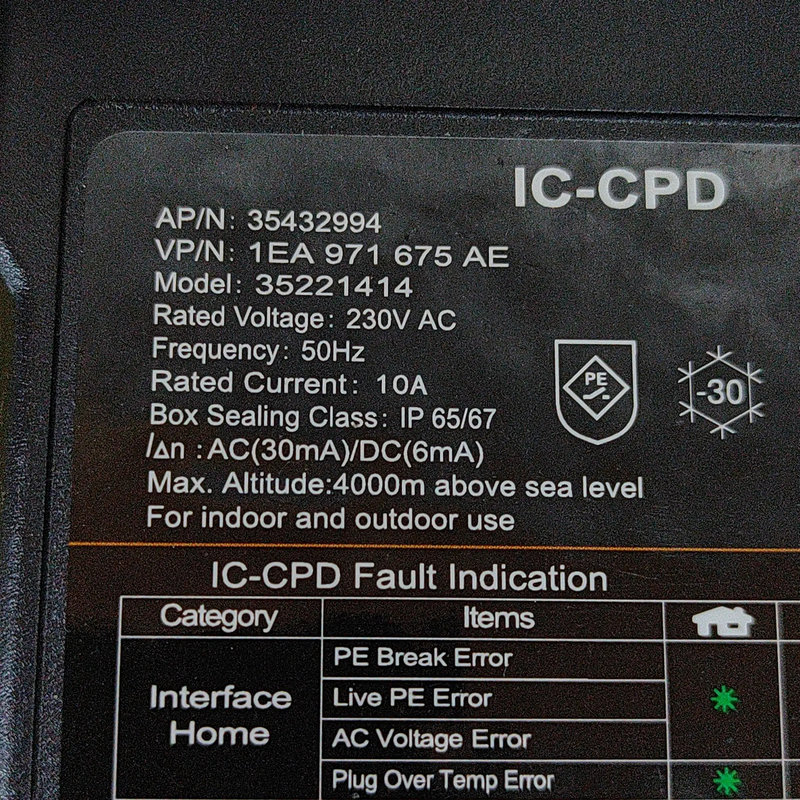 IC-CPD
AP/N: 35432994
VP/N: 1EA 971 675 AE
Model: 35221414
Rated Voltage: 230V AC
Frequency: 50Hz
Rated Current: 10A
Box Sealing Class: IP 65/67
IΔn :AC(30mA)/DC(6mA)
Max. Altitude:4000m above sea level
For indoor and outdoor use
PE
-30
IC-CPD Fault Indication
Category Items
Interface Home
PE Break Error
Live PE Error
AC Voltage Error
Plug Over Temp Error